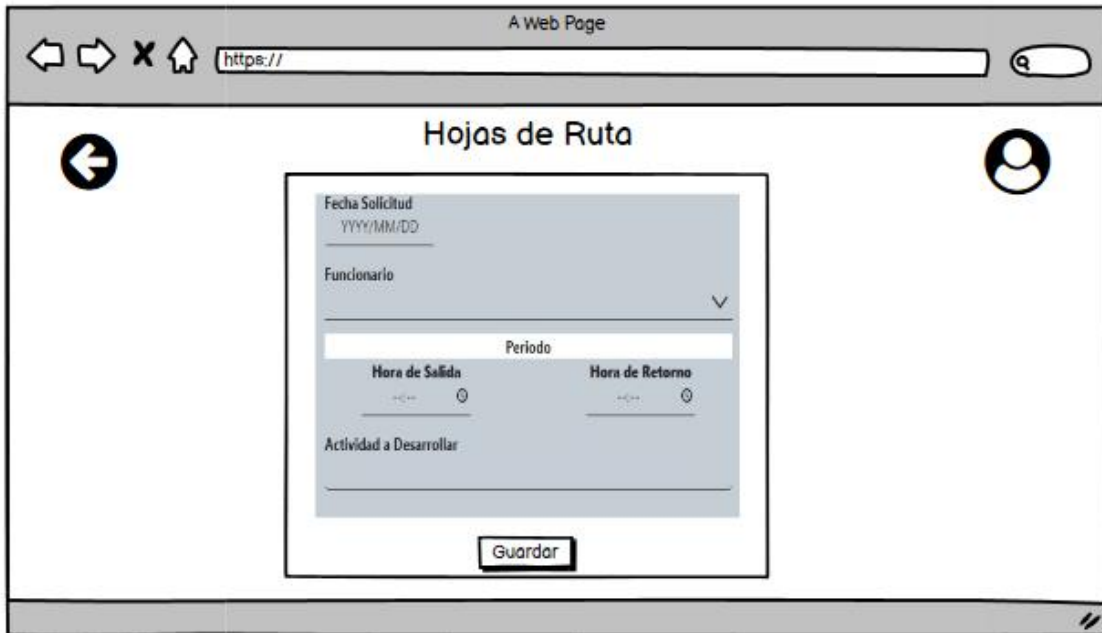 A Web Page
https://
Hojas de Ruta
Fecha Solicitud
YYYY/MM/DD
Funcionario
Periodo
Hora de Salida Hora de Retorno
--:-- --:--
Actividad a Desarrollar
Guardar